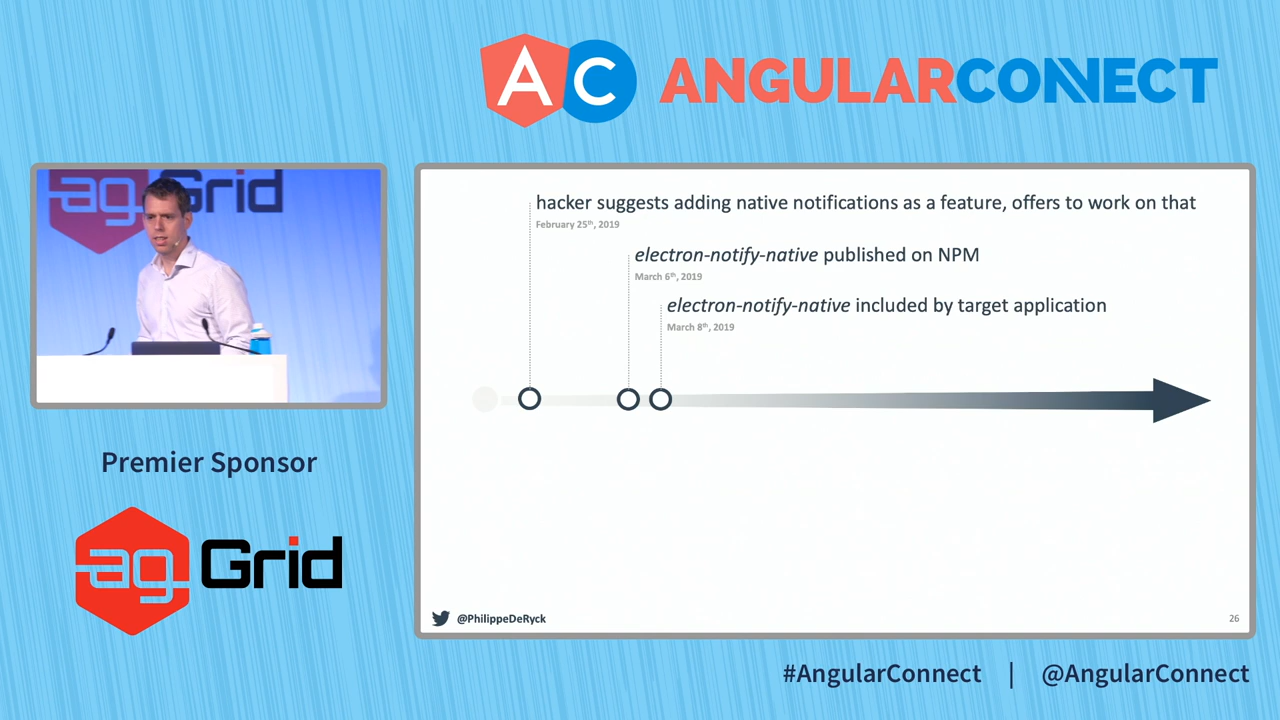 AC ANGULARCONNECT
ag Grid
hacker suggests adding native notifications as a feature, offers to work on that
February 25th, 2019
electron-notify-native published on NPM
March 6th, 2019
electron-notify-native included by target application
March 8th, 2019
Premier Sponsor
ag Grid
@PhilippeDeRyck
26
#AngularConnect | @AngularConnect